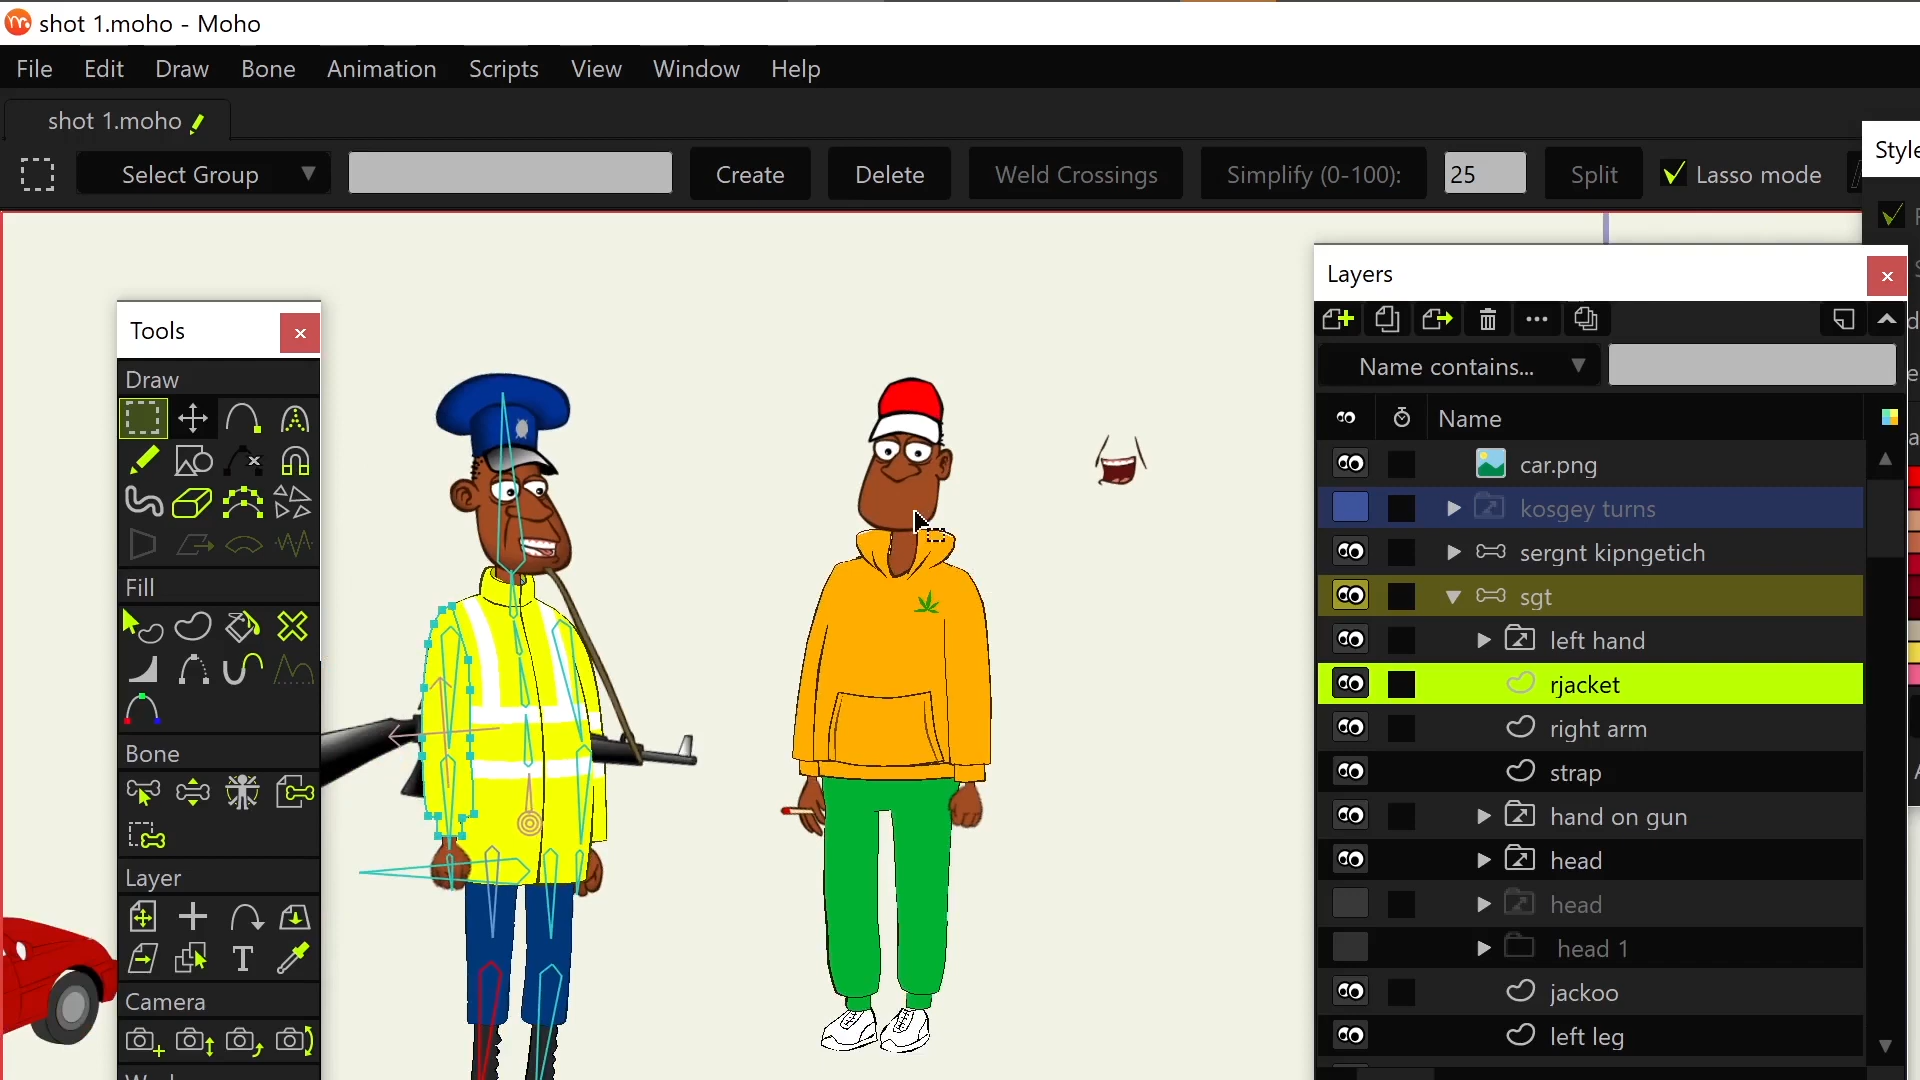 shot 1.moho - Moho
File Edit Draw Bone Animation Scripts View Window Help
shot 1.moho
Select Group Create Delete Weld Crossings Simplify (0-100): 25 Split Lasso mode
Style
Layers
Tools
Name contains...
Draw
Name
car.png
kosgey turns
sergnt kipngetich
Fill
sgt
left hand
rjacket
right arm
Bone
strap
hand on gun
head
Layer
head
head 1
jackoo
Camera
left leg